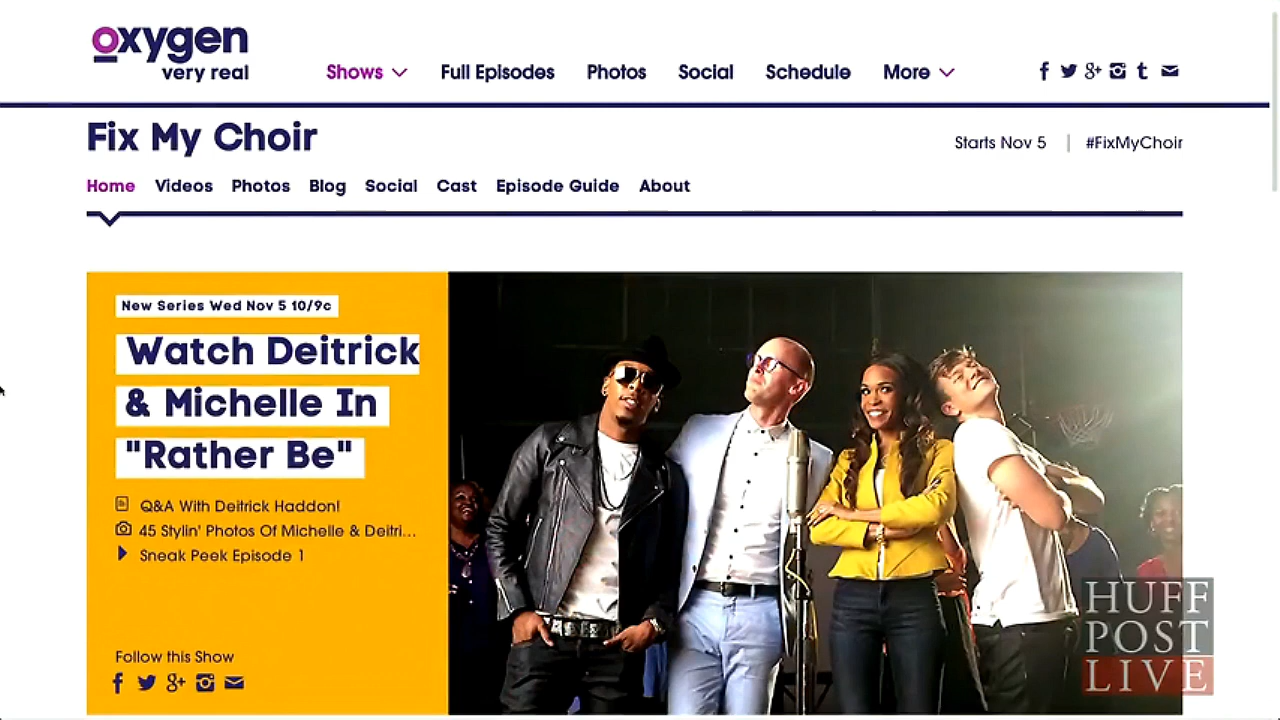 oxygen
very real
Shows Full Episodes Photos Social Schedule More
Fix My Choir
Starts Nov 5 | #FixMyChoir
Home Videos Photos Blog Social Cast Episode Guide About
New Series Wed Nov 5 10/9c
Watch Deitrick
& Michelle In
"Rather Be"
Q&A With Deitrick Haddon!
45 Stylin' Photos Of Michelle & Deitri...
Sneak Peek Episode 1
Follow this Show
HUFF
POST
LIVE